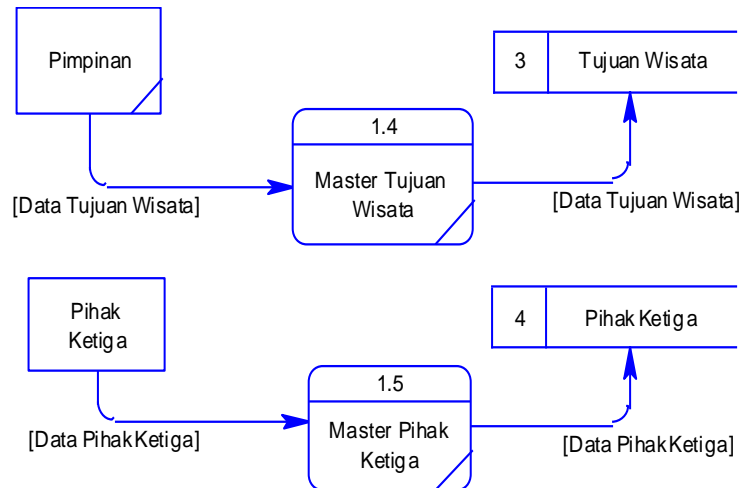 Pimpinan
3
Tujuan Wisata
1.4
Master Tujuan
Wisata
[Data Tujuan Wisata]
[Data Tujuan Wisata]
Pihak
Ketiga
4
Pihak Ketiga
1.5
Master Pihak
Ketiga
[Data Pihak Ketiga]
[Data Pihak Ketiga]